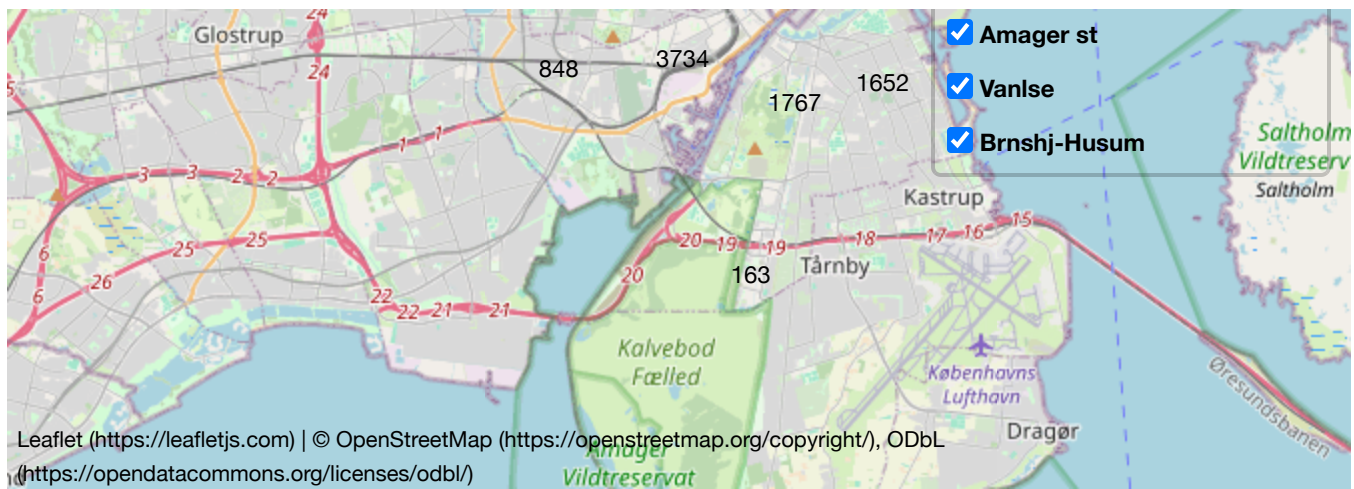 24
Glostrup
Amager st
3734
848
24
1652
Vanlse
1767
Saltholm
Vildtreservat
1 1
Brnshj-Husum
3 3 2 2
Saltholm
Kastrup
15
25 25
20 19 19 18 17 16
6
26
20
163
Tårnby
6
22
22 21 21
Kalvebod
Fælled
Københavns
Lufthavn
Øresundsbanen
Dragør
Leaflet (https://leafletjs.com) | © OpenStreetMap (https://openstreetmap.org/copyright/), ODbL
Amager
(https://opendatacommons.org/licenses/odbl/)
Vildtreservat